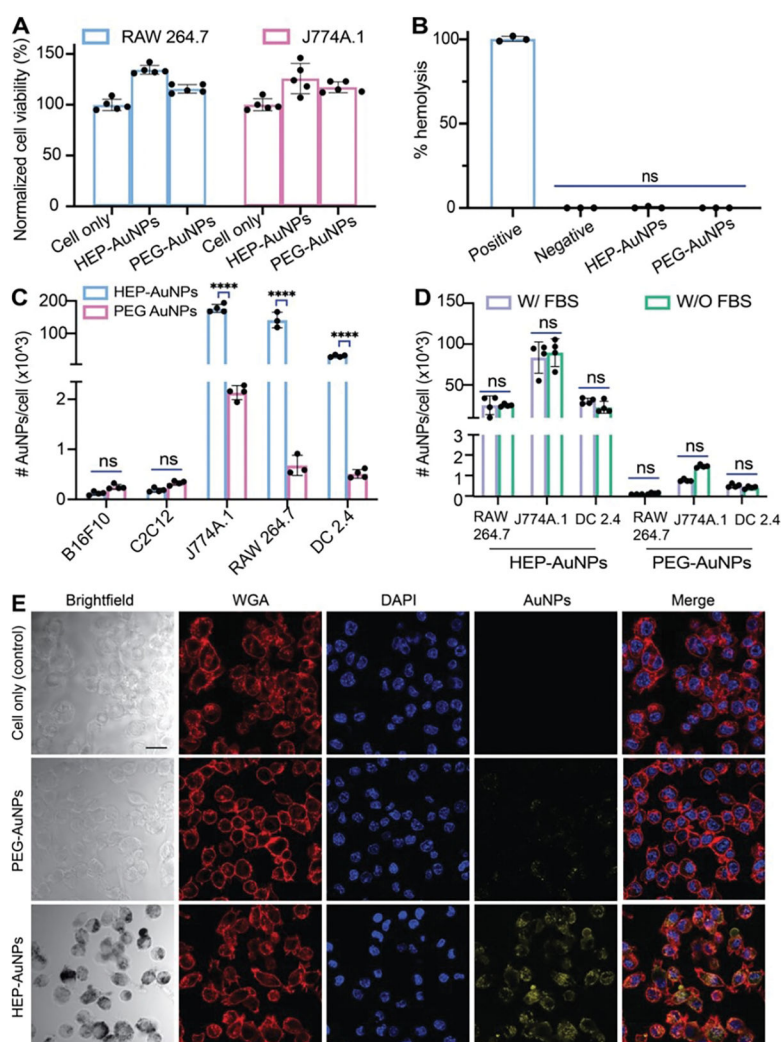 A
RAW 264.7
J774A.1
Normalized cell viability (%)
150
100
50
0
Cell only
HEP-AuNPs
PEG-AuNPs
Cell only
HEP-AuNPs
PEG-AuNPs
B
% hemolysis
100
50
0
ns
Positive
Negative
HEP-AuNPs
PEG-AuNPs
C
HEP-AuNPs
PEG AuNPs
# AuNPs/cell (x10^3)
200
100
2
1
0
ns
ns
****
****
****
B16F10
C2C12
J774A.1
RAW 264.7
DC 2.4
D
W/ FBS
W/O FBS
# AuNPs/cell (x10^3)
150
100
50
3
2
1
0
ns
ns
ns
ns
ns
ns
RAW
264.7
J774A.1
DC 2.4
RAW
264.7
J774A.1
DC 2.4
HEP-AuNPs
PEG-AuNPs
E
Brightfield
WGA
DAPI
AuNPs
Merge
Cell only (control)
PEG-AuNPs
HEP-AuNPs